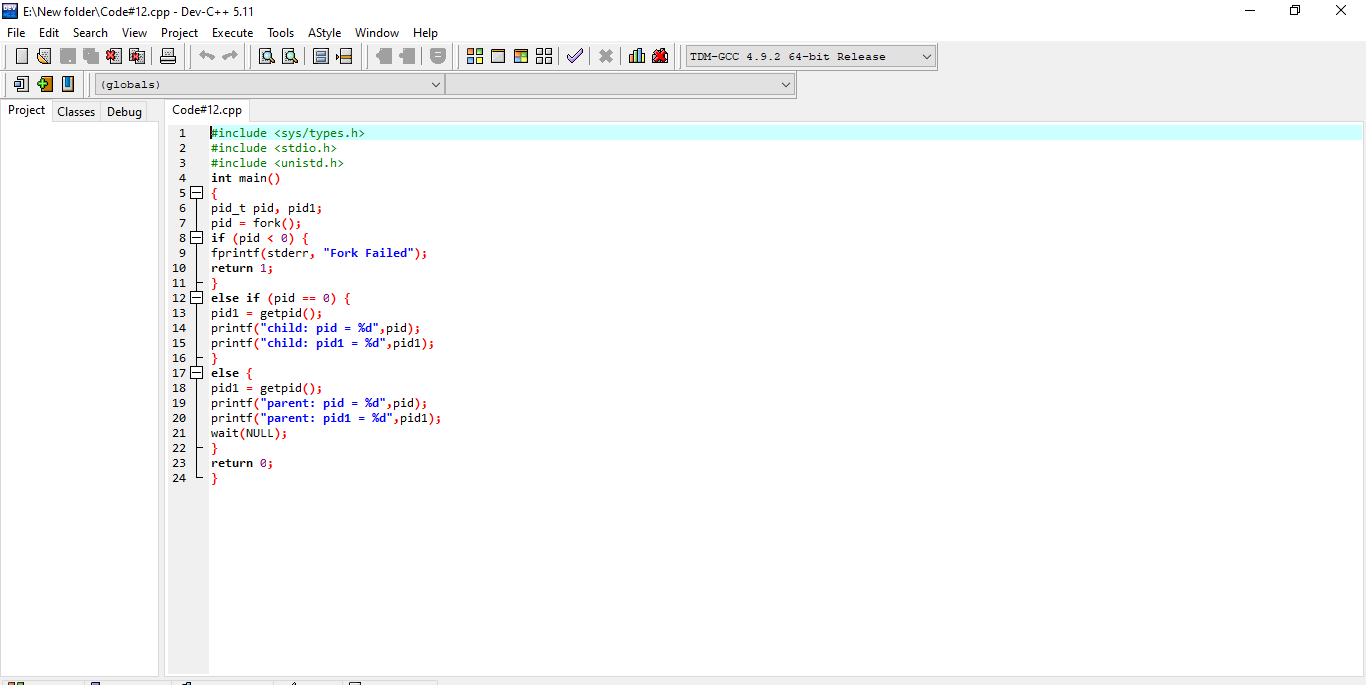 E:\New folder\Code#12.cpp - Dev-C++ 5.11
File Edit Search View Project Execute Tools AStyle Window Help
TDM-GCC 4.9.2 64-bit Release
(globals)
Project Classes Debug
Code#12.cpp
1 #include <sys/types.h>
2 #include <stdio.h>
3 #include <unistd.h>
4 int main()
5 {
6 pid_t pid, pid1;
7 pid = fork();
8 if (pid < 0) {
9 fprintf(stderr, "Fork Failed");
10 return 1;
11 }
12 else if (pid == 0) {
13 pid1 = getpid();
14 printf("child: pid = %d",pid);
15 printf("child: pid1 = %d",pid1);
16 }
17 else {
18 pid1 = getpid();
19 printf("parent: pid = %d",pid);
20 printf("parent: pid1 = %d",pid1);
21 wait(NULL);
22 }
23 return 0;
24 }